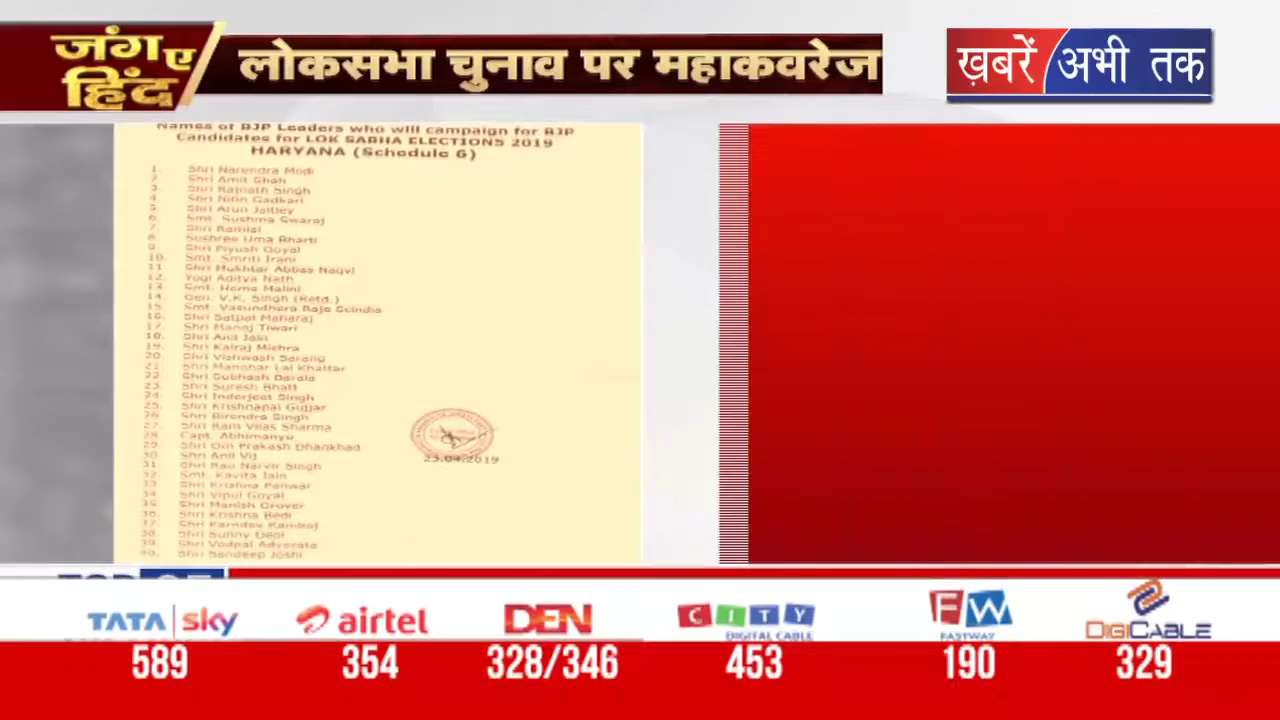 जंग ए
हिंद
लोकसभा चुनाव पर महाकवरेज
ख़बरें अभी तक
Names of BJP Leaders who will campaign for BJP
Candidates for LOK SABHA ELECTIONS 2019
HARYANA (Schedule 6)
1. Shri Narendra Modi
2. Shri Amit Shah
3. Shri Rajnath Singh
4. Shri Nitin Gadkari
5. Shri Arun Jaitley
6. Smt. Sushma Swaraj
7. Shri Ramlal
8. Sushree Uma Bharti
9. Shri Piyush Goyal
10. Smt. Smriti Irani
11. Shri Mukhtar Abbas Naqvi
12. Yogi Aditya Nath
13. Smt. Hema Malini
14. Gen. V.K. Singh (Retd.)
15. Smt. Vasundhara Raje Scindia
16. Shri Satpal Maharaj
17. Shri Manoj Tiwari
18. Shri Anil Jain
19. Shri Kalraj Mishra
20. Shri Vishwash Sarang
21. Shri Manohar Lal Khattar
22. Shri Subhash Barala
23. Shri Suresh Bhatt
24. Shri Inderjeet Singh
25. Shri Krishnapal Gujjar
26. Shri Birendra Singh
27. Shri Ram Vilas Sharma
28. Capt. Abhimanyu
29. Shri Om Prakash Dhankhad
30. Shri Anil Vij
31. Shri Rao Narvir Singh
32. Smt. Kavita Jain
33. Shri Krishna Panwar
34. Shri Vipul Goyal
35. Shri Manish Grover
36. Shri Krishna Bedi
37. Shri Karndev Kamboj
38. Shri Sunny Deol
39. Shri Vedpal Advocate
40. Shri Sandeep Joshi
23.04.2019
TATA sky airtel DEN CITY FW DIGICABLE
DIGITAL CABLE FASTWAY
589 354 328/346 453 190 329